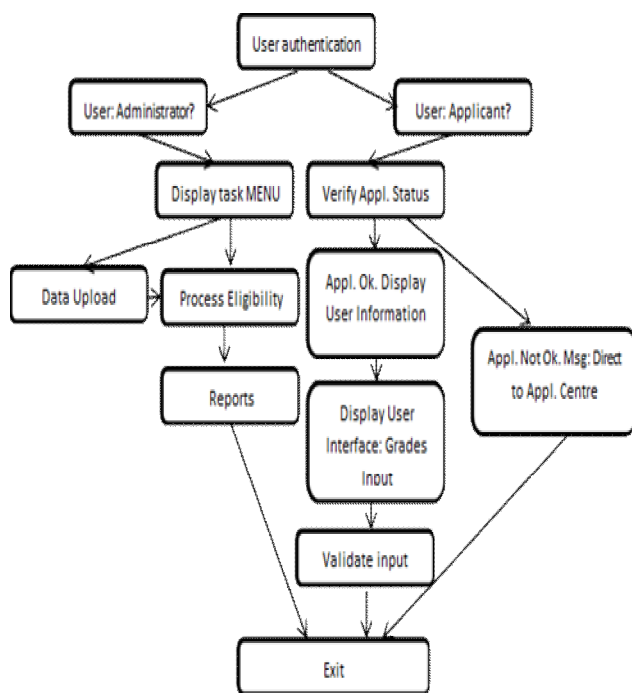 User authentication
User: Administrator?
User: Applicant?
Display task MENU
Verify Appl. Status
Data Upload
Process Eligibility
Appl. Ok. Display
User Information
Appl. Not Ok. Msg: Direct
to Appl. Centre
Reports
Display User
Interface: Grades
Inout
Validate input
Exit